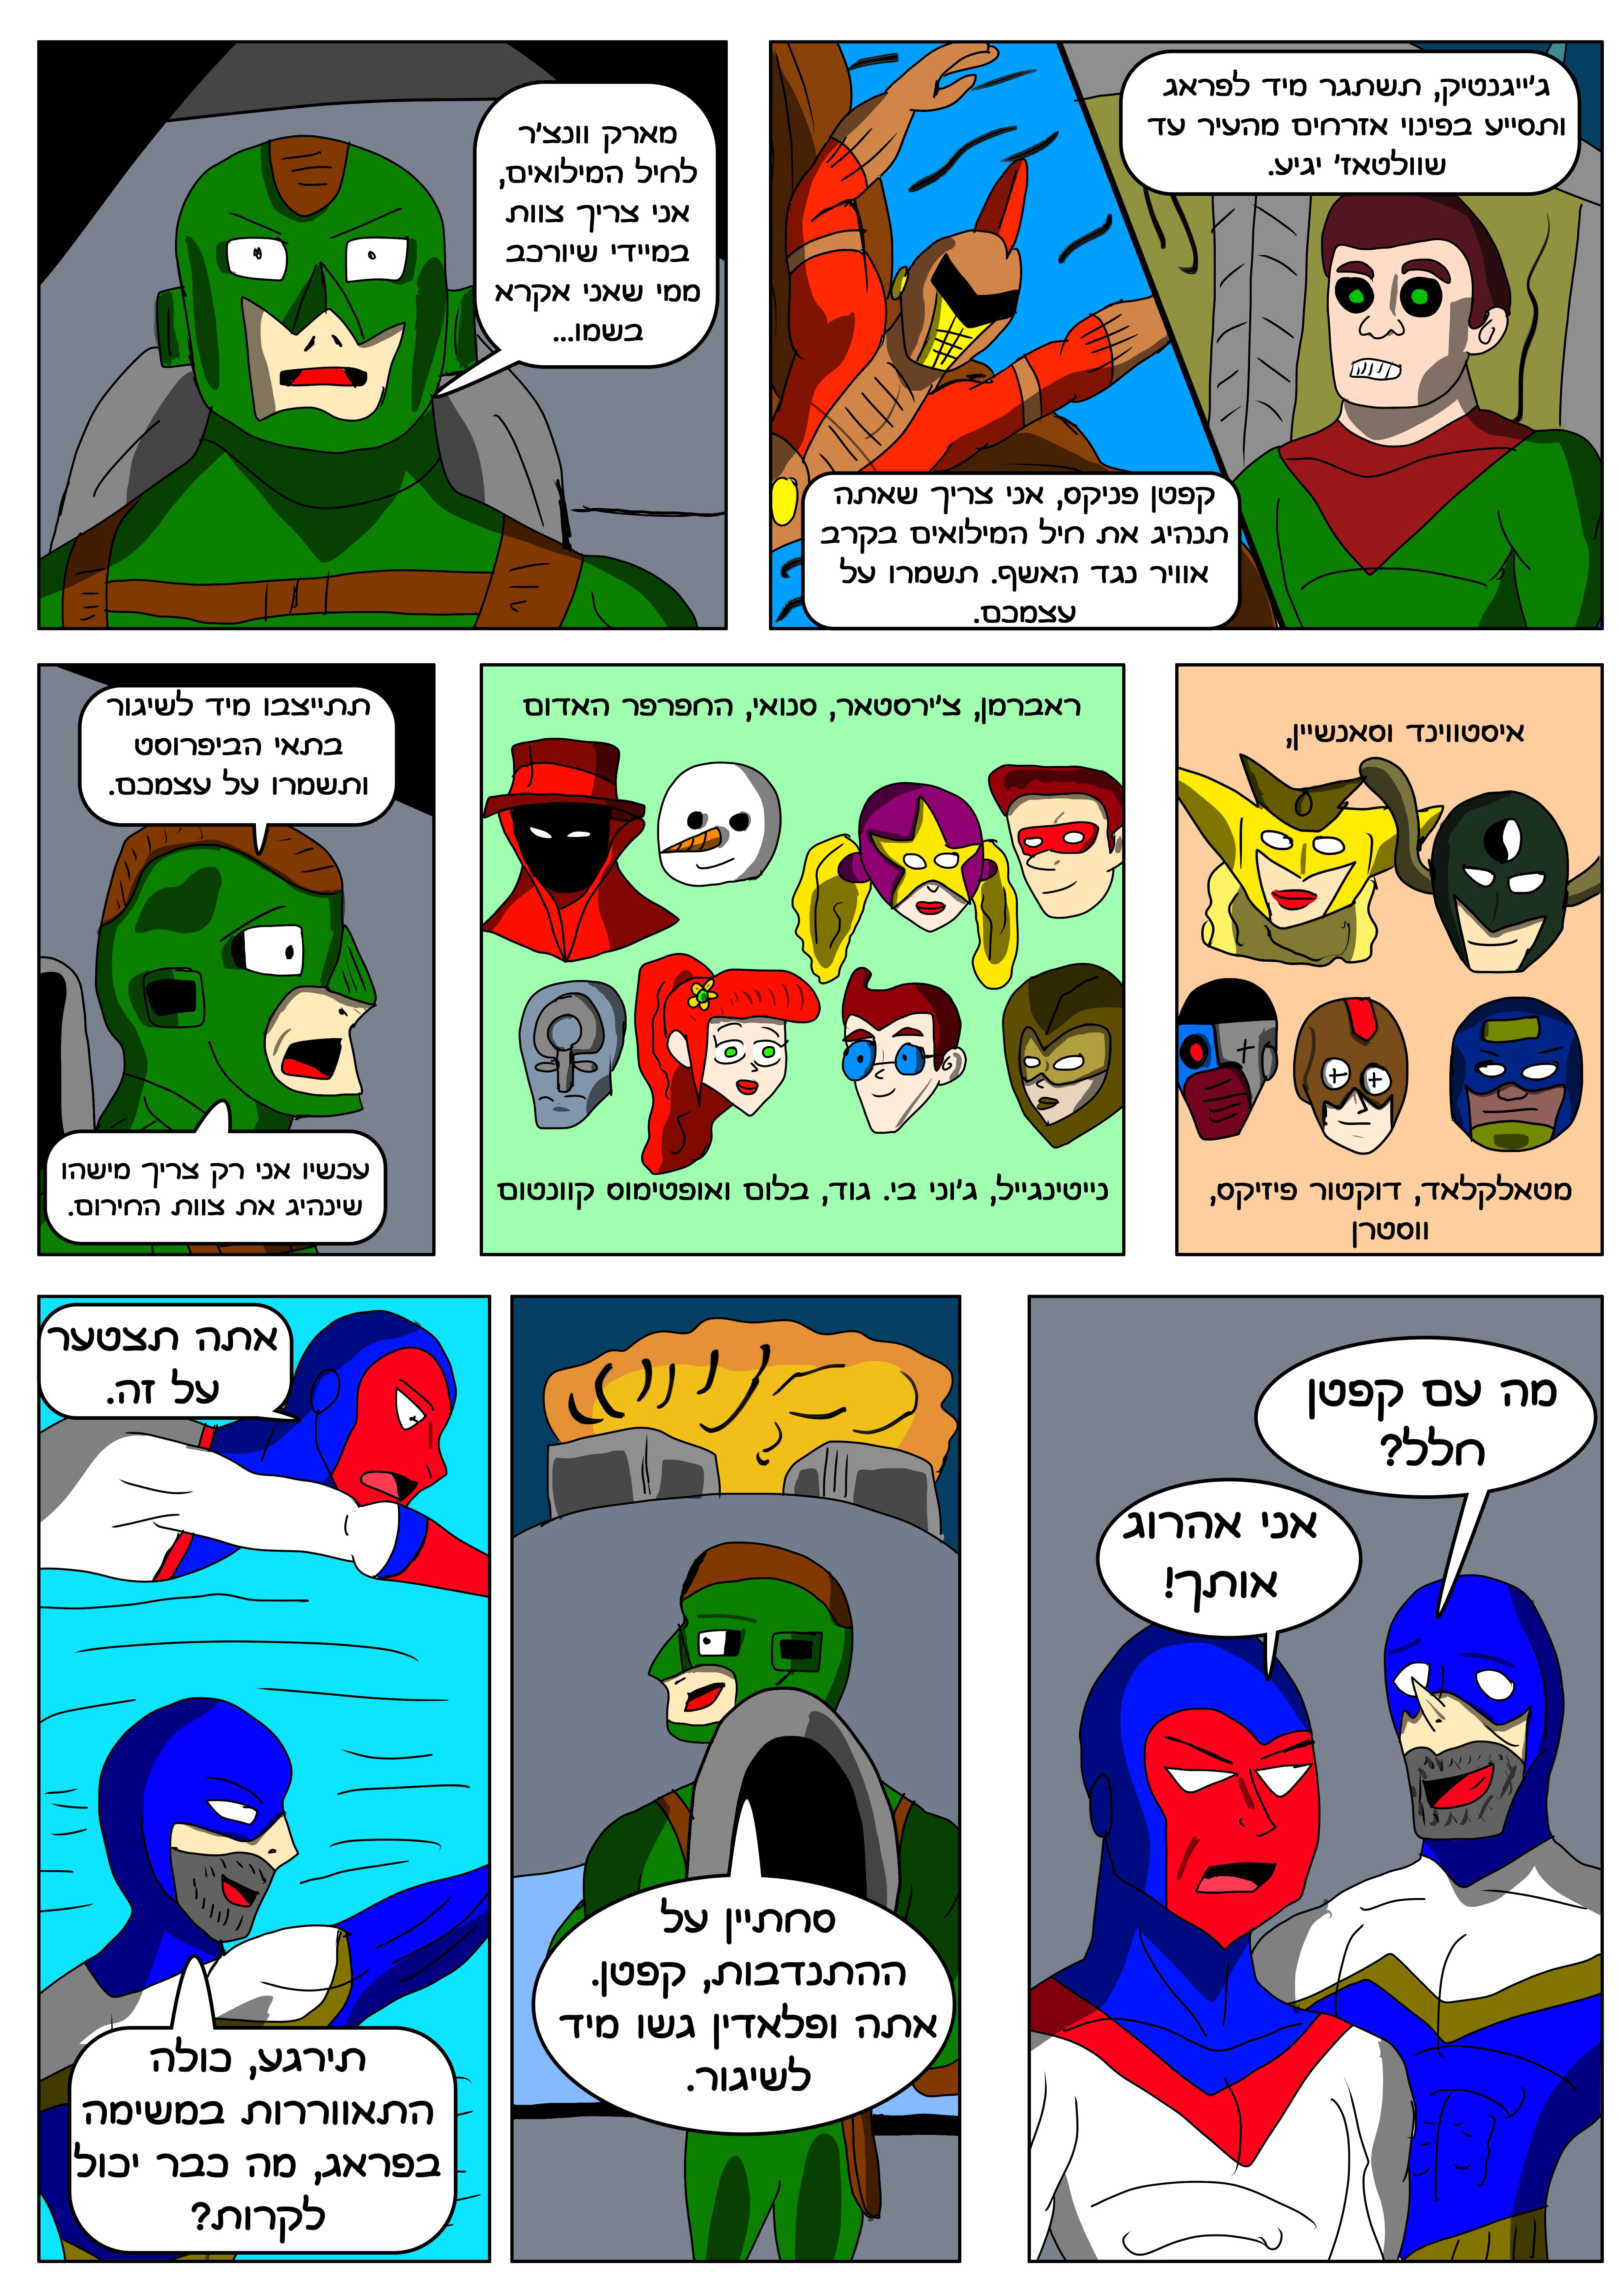 ג'ייגנטיק, תשתגר מיד לפראג
ותסייע בפינוי אזרחים מהעיר עד
שוולטאז' יגיע.
קפטן פניקס, אני צריך שאתה
תנהיג את חיל המילואים בקרב
אוויר נגד האשף. תשמרו על
עצמכם.
מארק וונצ'ר
לחיל המילואים,
אני צריך צוות
במיידי שיורכב
ממי שאני אקרא
בשמו...
איסטווינד וסאנשיין,
מטאלקלאד, דוקטור פיזיקס,
ווסטרן
ראברמן, צ'ירסטאר, סנואי, החפרפר האדום
נייטינגייל, ג'וני בי. גוד, בלום ואופטימוס קוונטום
תתייצבו מיד לשיגור
בתאי הביפרוסט
ותשמרו על עצמכם.
עכשיו אני רק צריך מישהו
שינהיג את צוות החירום.
מה עם קפטן
חלל?
אני אהרוג
אותך!
סחתיין על
ההתנדבות, קפטן.
אתה ופלאדין גשו מיד
לשיגור.
אתה תצטער
על זה.
תירגע, כולה
התאווררות במשימה
בפראג, מה כבר יכול
לקרות?